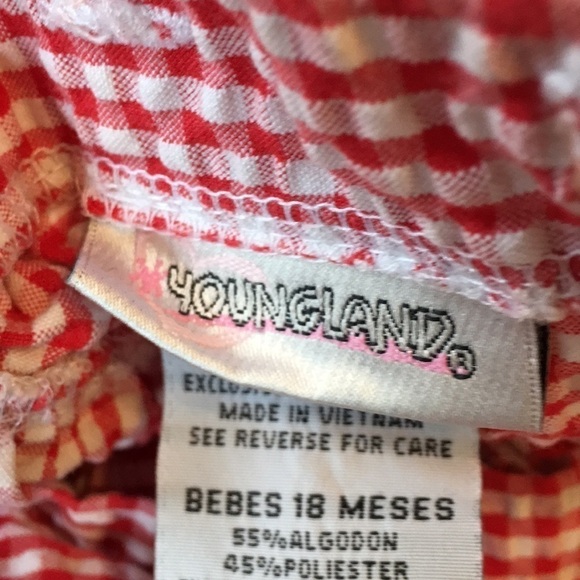 YOUNGLAND®
MADE IN VIETNAM
SEE REVERSE FOR CARE
BEBES 18 MESES
55%ALGODON
45%POLIESTER